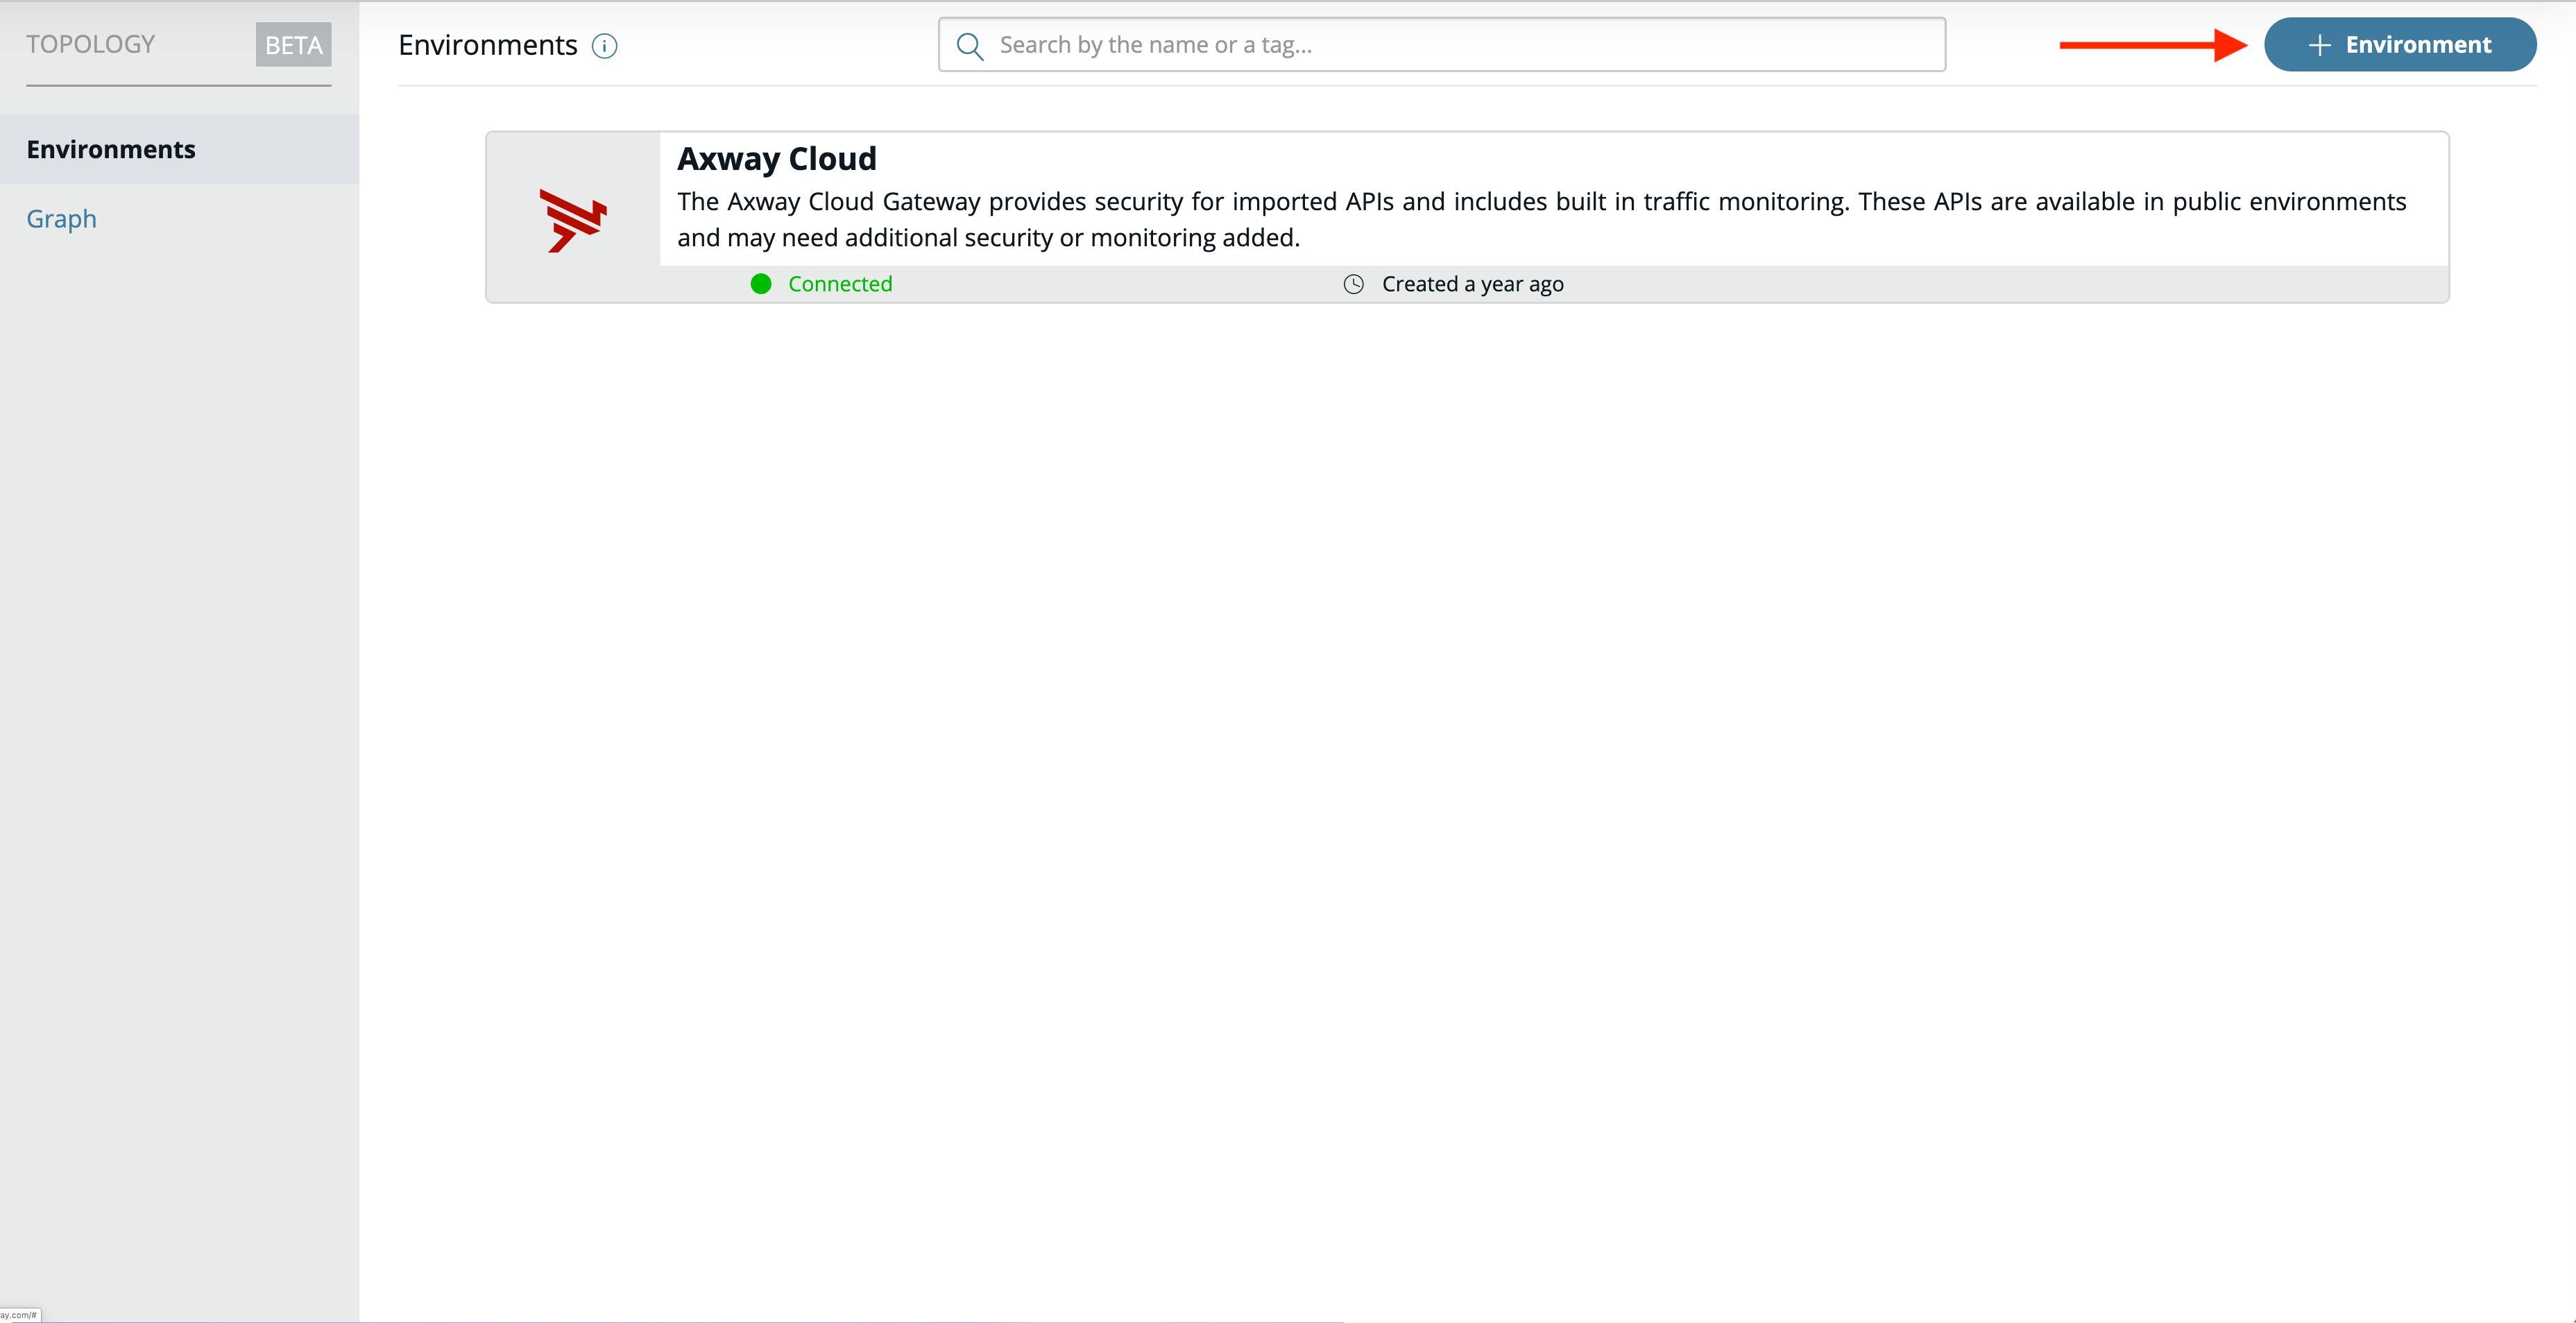 TOPOLOGY BETA
Environments
Graph
Environments
Search by the name or a tag...
Environment
Axway Cloud
The Axway Cloud Gateway provides security for imported APIs and includes built in traffic monitoring. These APIs are available in public environments
and may need additional security or monitoring added.
Connected
Created a year ago
ay.com/#